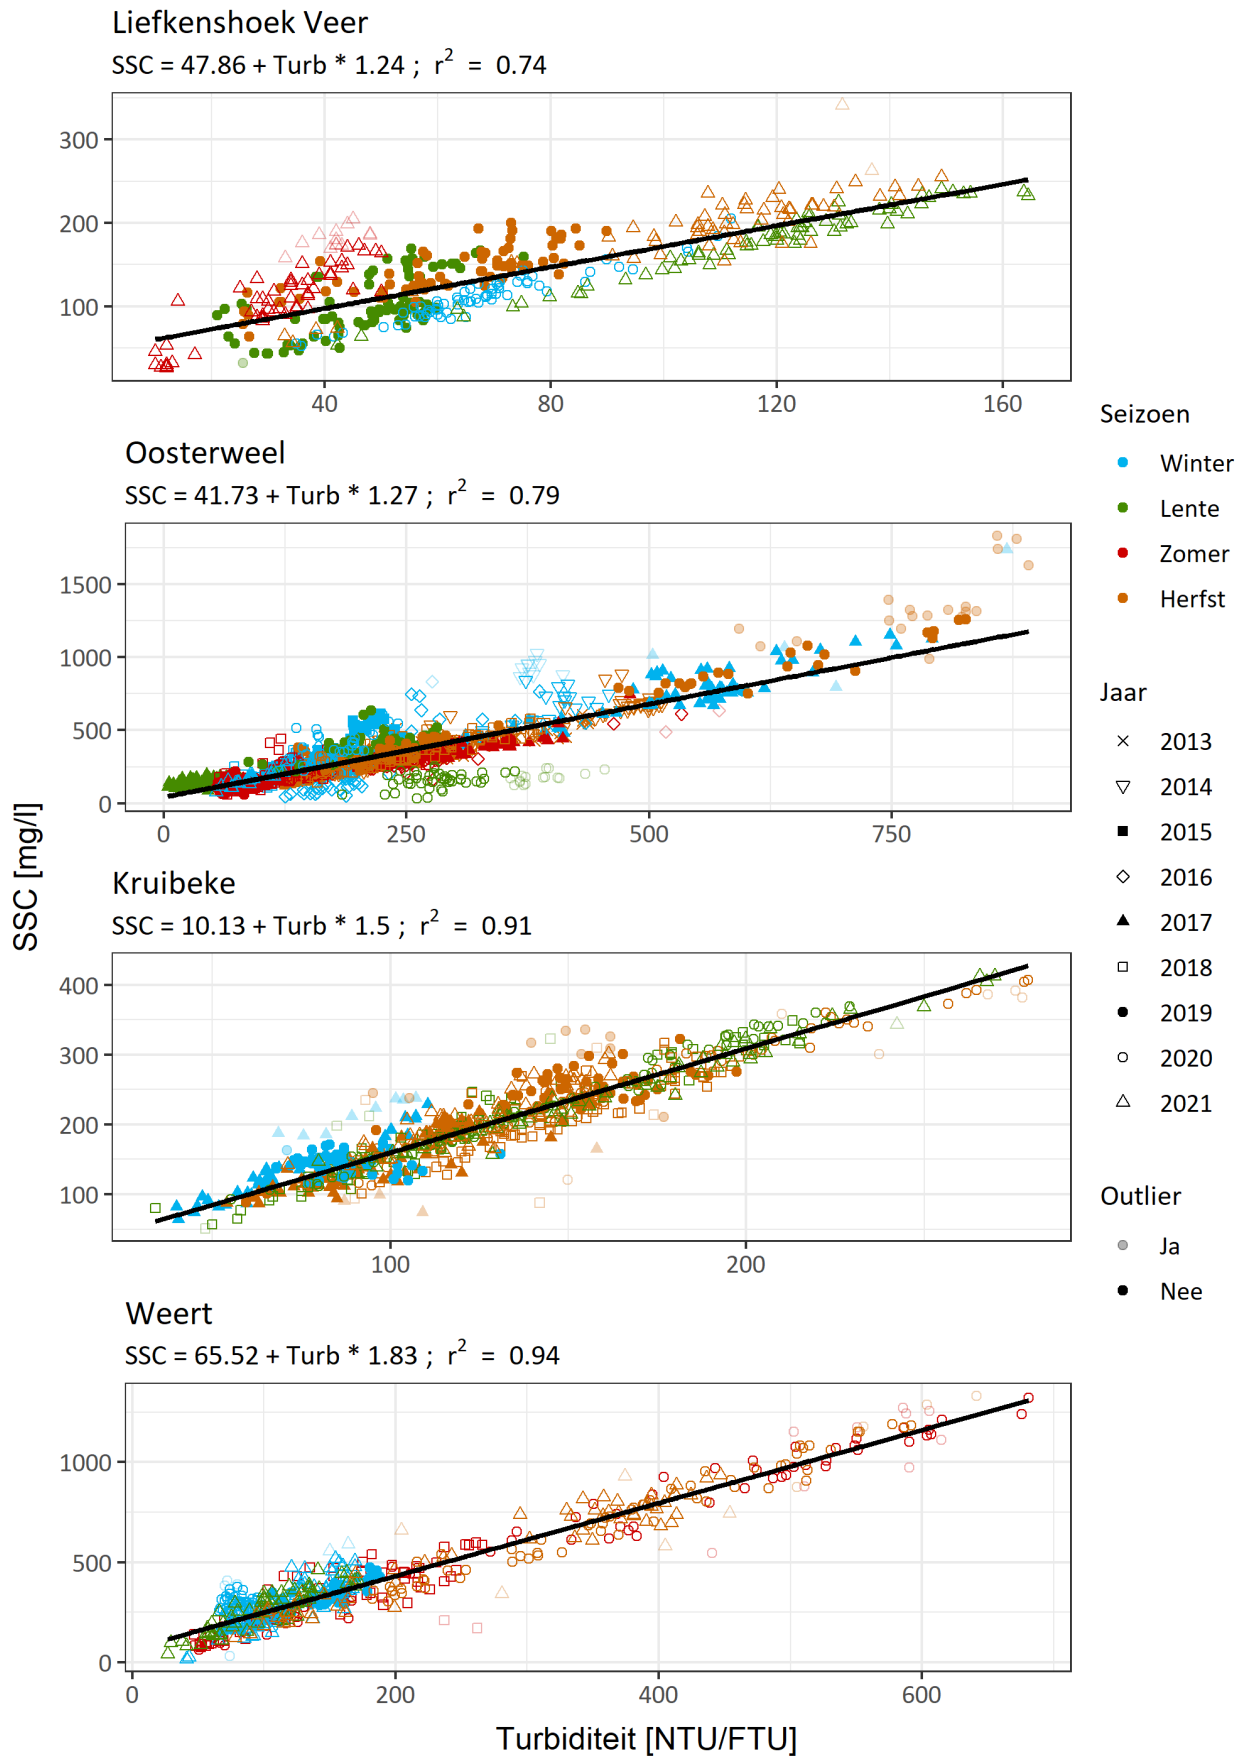 Liefkenshoek Veer
SSC = 47.86 + Turb * 1.24 ; r² = 0.74
300
200
100
40 80 120 160
Oosterweel
SSC = 41.73 + Turb * 1.27 ; r² = 0.79
1500
1000
500
0
0 250 500 750
Kruibeke
SSC = 10.13 + Turb * 1.5 ; r² = 0.91
400
300
200
100
100 200
Weert
SSC = 65.52 + Turb * 1.83 ; r² = 0.94
1000
500
0
0 200 400 600
SSC [mg/l]
Turbiditeit [NTU/FTU]
Seizoen
Winter
Lente
Zomer
Herfst
Jaar
2013
2014
2015
2016
2017
2018
2019
2020
2021
Outlier
Ja
Nee